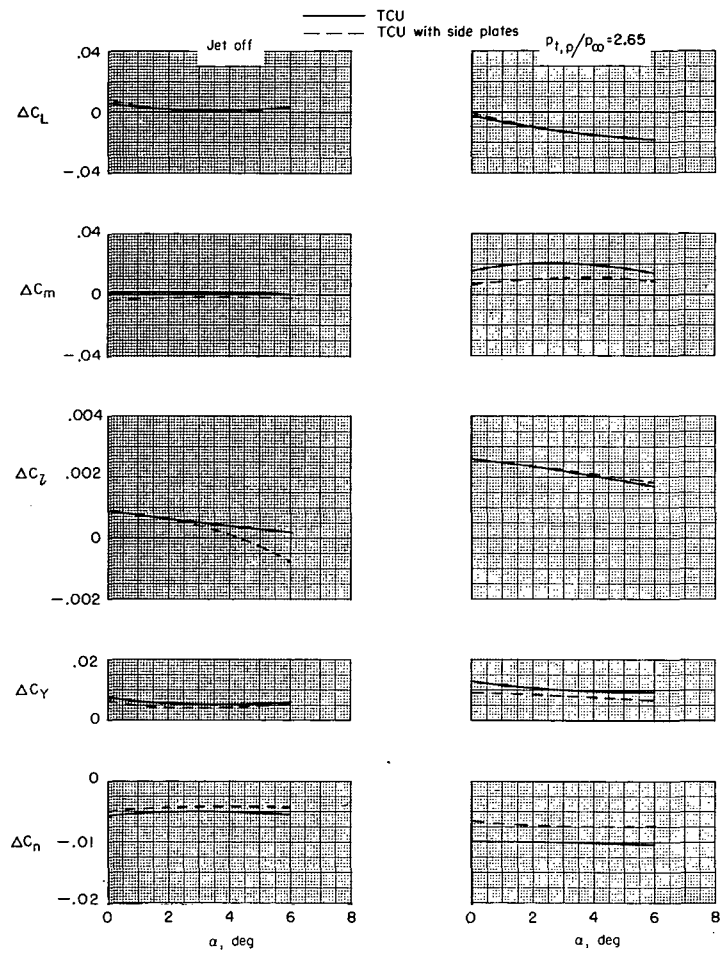 TCU
TCU with side plates
Jet off
p_t,p/p_∞=2.65
.04
ΔC_L 0
-.04
.04
ΔC_m 0
-.04
.004
.002
ΔC_l
0
-.002
.02
ΔC_Y
0
0
ΔC_n -.01
-.02
0 2 4 6 8
0 2 4 6 8
α, deg
α, deg